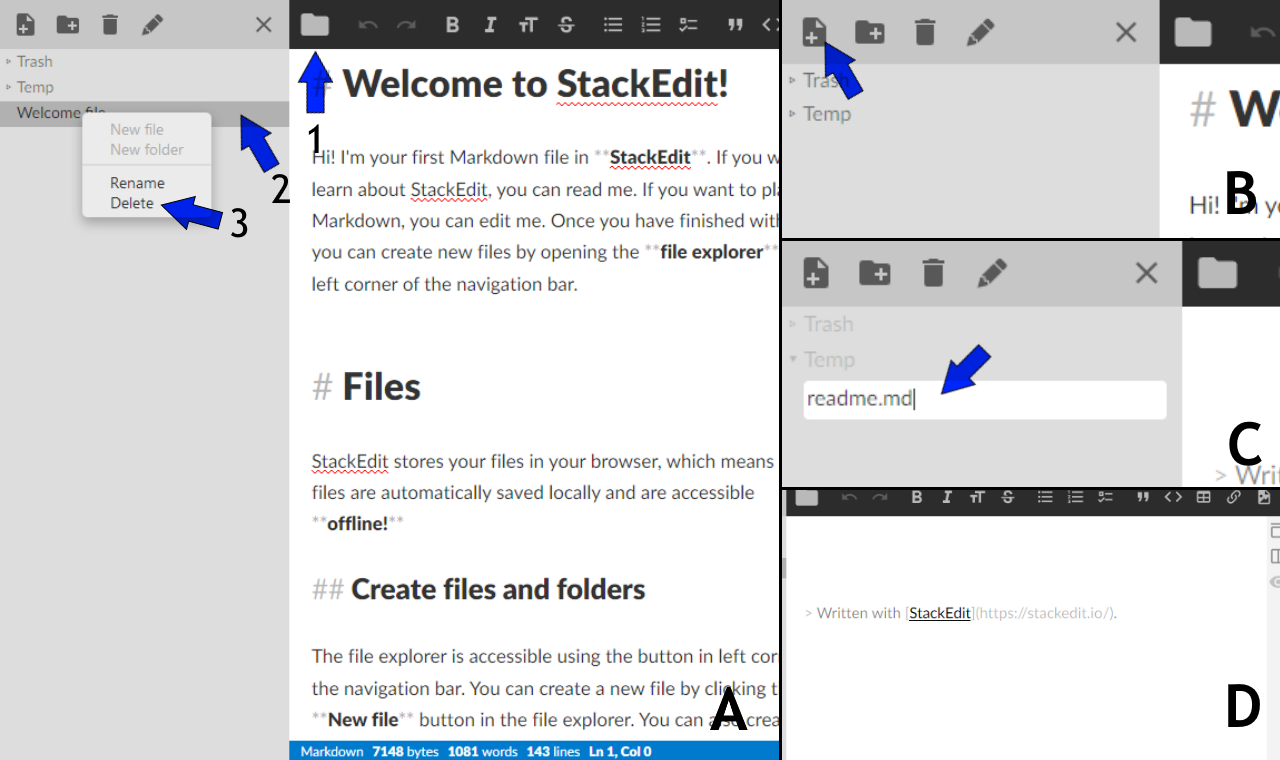 Trash
Temp
Welcome file
New file
New folder
Rename
Delete
1
2
3
# Welcome to StackEdit!
Hi! I'm your first Markdown file in **StackEdit**. If you w
learn about StackEdit, you can read me. If you want to pl
Markdown, you can edit me. Once you have finished with
you can create new files by opening the **file explorer**
left corner of the navigation bar.
# Files
StackEdit stores your files in your browser, which means
files are automatically saved locally and are accessible
**offline!**
## Create files and folders
The file explorer is accessible using the button in left cor
the navigation bar. You can create a new file by clicking t
**New file** button in the file explorer. You can also crea
A
Markdown 7148 bytes 1081 words 143 lines Ln 1, Col 0
Trash
Temp
# We
Hi! I'm yo
B
Trash
Temp
readme.md
> Writ
C
> Written with [StackEdit](https://stackedit.io/).
D